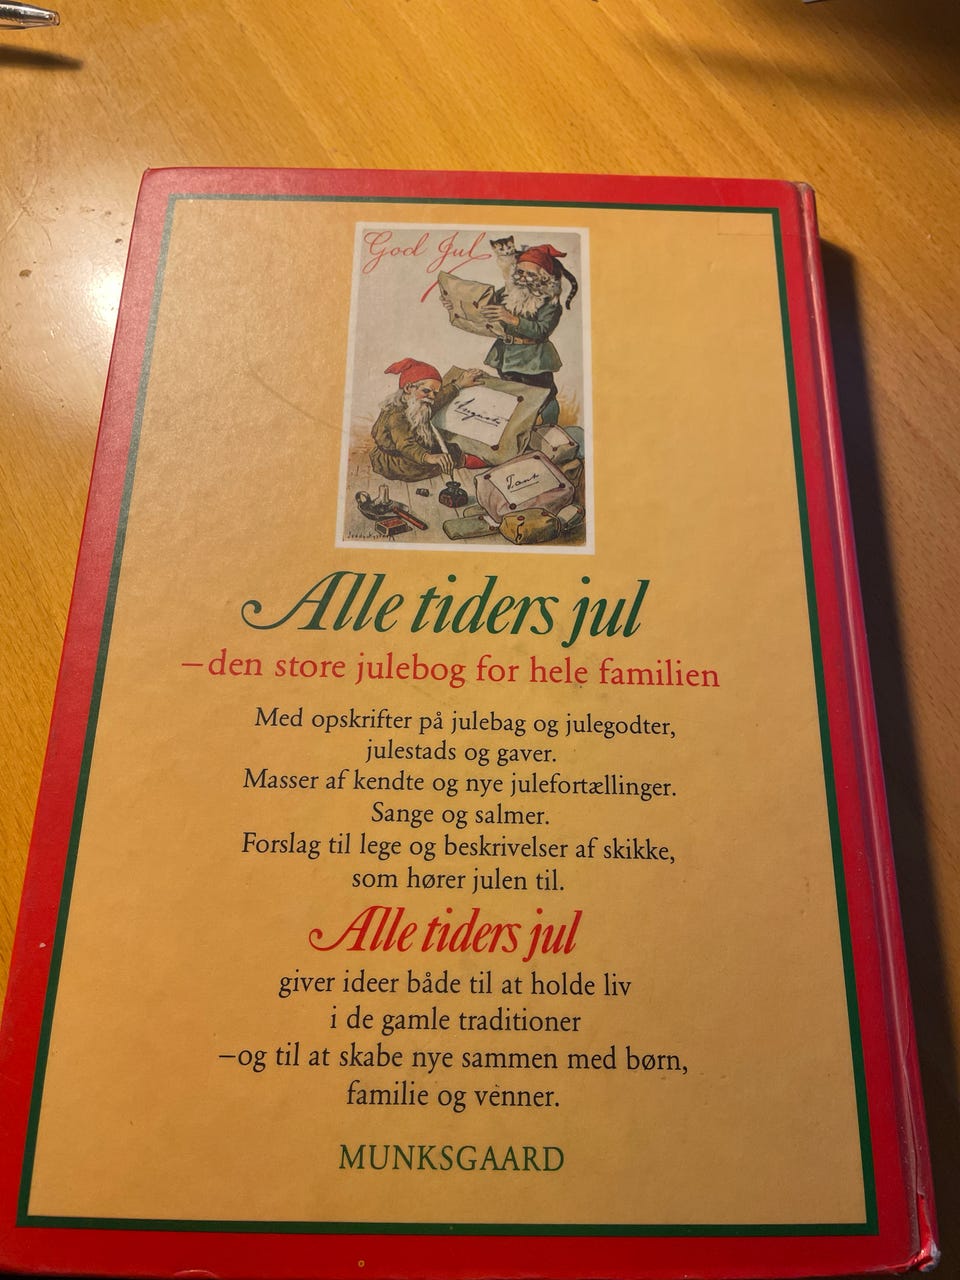 God Jul
Tant
Alle tiders jul
–den store julebog for hele familien
Med opskrifter på julebag og julegodter,
julestads og gaver.
Masser af kendte og nye julefortællinger.
Sange og salmer.
Forslag til lege og beskrivelser af skikke,
som hører julen til.
Alle tiders jul
giver ideer både til at holde liv
i de gamle traditioner
–og til at skabe nye sammen med børn,
familie og venner.
MUNKSGAARD